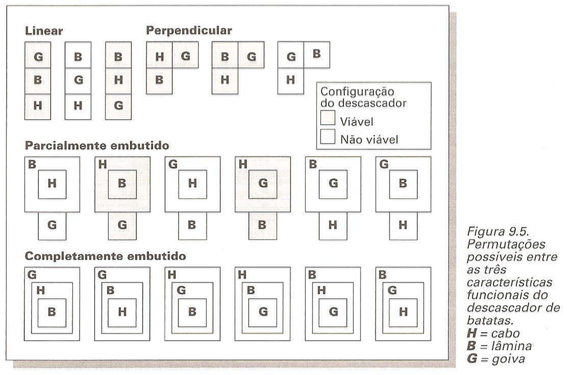 Linear
Perpendicular
G B B
B G H
H H G
H G
B
B G
H
G B
H
Configuração
do descascador
Viável
Não viável
Parcialmente embutido
B H
G
H B
G
G H
B
H G
B
B G
H
G B
H
Completamente embutido
G H B
G B H
H G B
H B G
B H G
B G H
Figura 9.5.
Permutações
possíveis entre
as três
características
funcionais do
descascador de
batatas.
H = cabo
B = lâmina
G = goiva